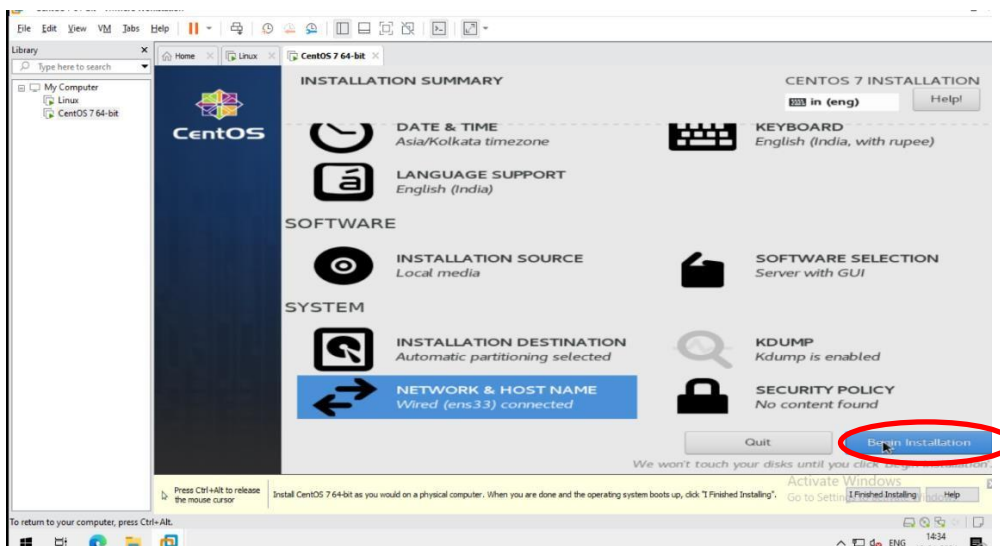 File Edit View VM Tabs Help
Library
Home Linux CentOS 7 64-bit
Type here to search
My Computer
Linux
CentOS 7 64-bit
CentOS
INSTALLATION SUMMARY
CENTOS 7 INSTALLATION
in (eng) Help!
DATE & TIME
Asia/Kolkata timezone
KEYBOARD
English (India, with rupee)
LANGUAGE SUPPORT
English (India)
SOFTWARE
INSTALLATION SOURCE
Local media
SOFTWARE SELECTION
Server with GUI
SYSTEM
INSTALLATION DESTINATION
Automatic partitioning selected
KDUMP
Kdump is enabled
NETWORK & HOST NAME
Wired (ens33) connected
SECURITY POLICY
No content found
Quit Begin Installation
We won't touch your disks until you click 'Begin Installation'.
Activate Windows
Press Ctrl+Alt to release
the mouse cursor
Install CentOS 7 64-bit as you would on a physical computer. When you are done and the operating system boots up, click "I Finished Installing".
Go to Settin
I Finished Installing Help
To return to your computer, press Ctrl+Alt.
ENG 14:34